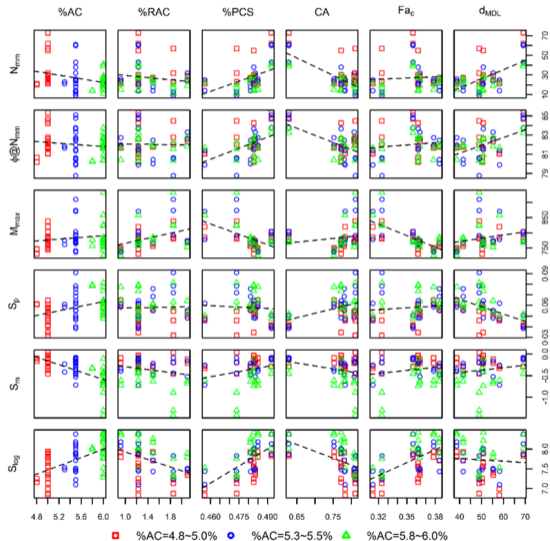 %AC %RAC %PCS CA Fac dMDL
Nmm 10 30 50 70
ϕ@Nmm 79 81 83 85
Mmax 750 850
Sp 0.03 0.06 0.09
Sm -1.0 -0.5 0.0
Slog 7.0 7.5 8.0
4.8 5.2 5.6 6.0 1.0 1.4 1.8 0.460 0.475 0.490 0.65 0.75 0.32 0.35 0.38 40 50 60 70
%AC=4.8~5.0% %AC=5.3~5.5% %AC=5.8~6.0%